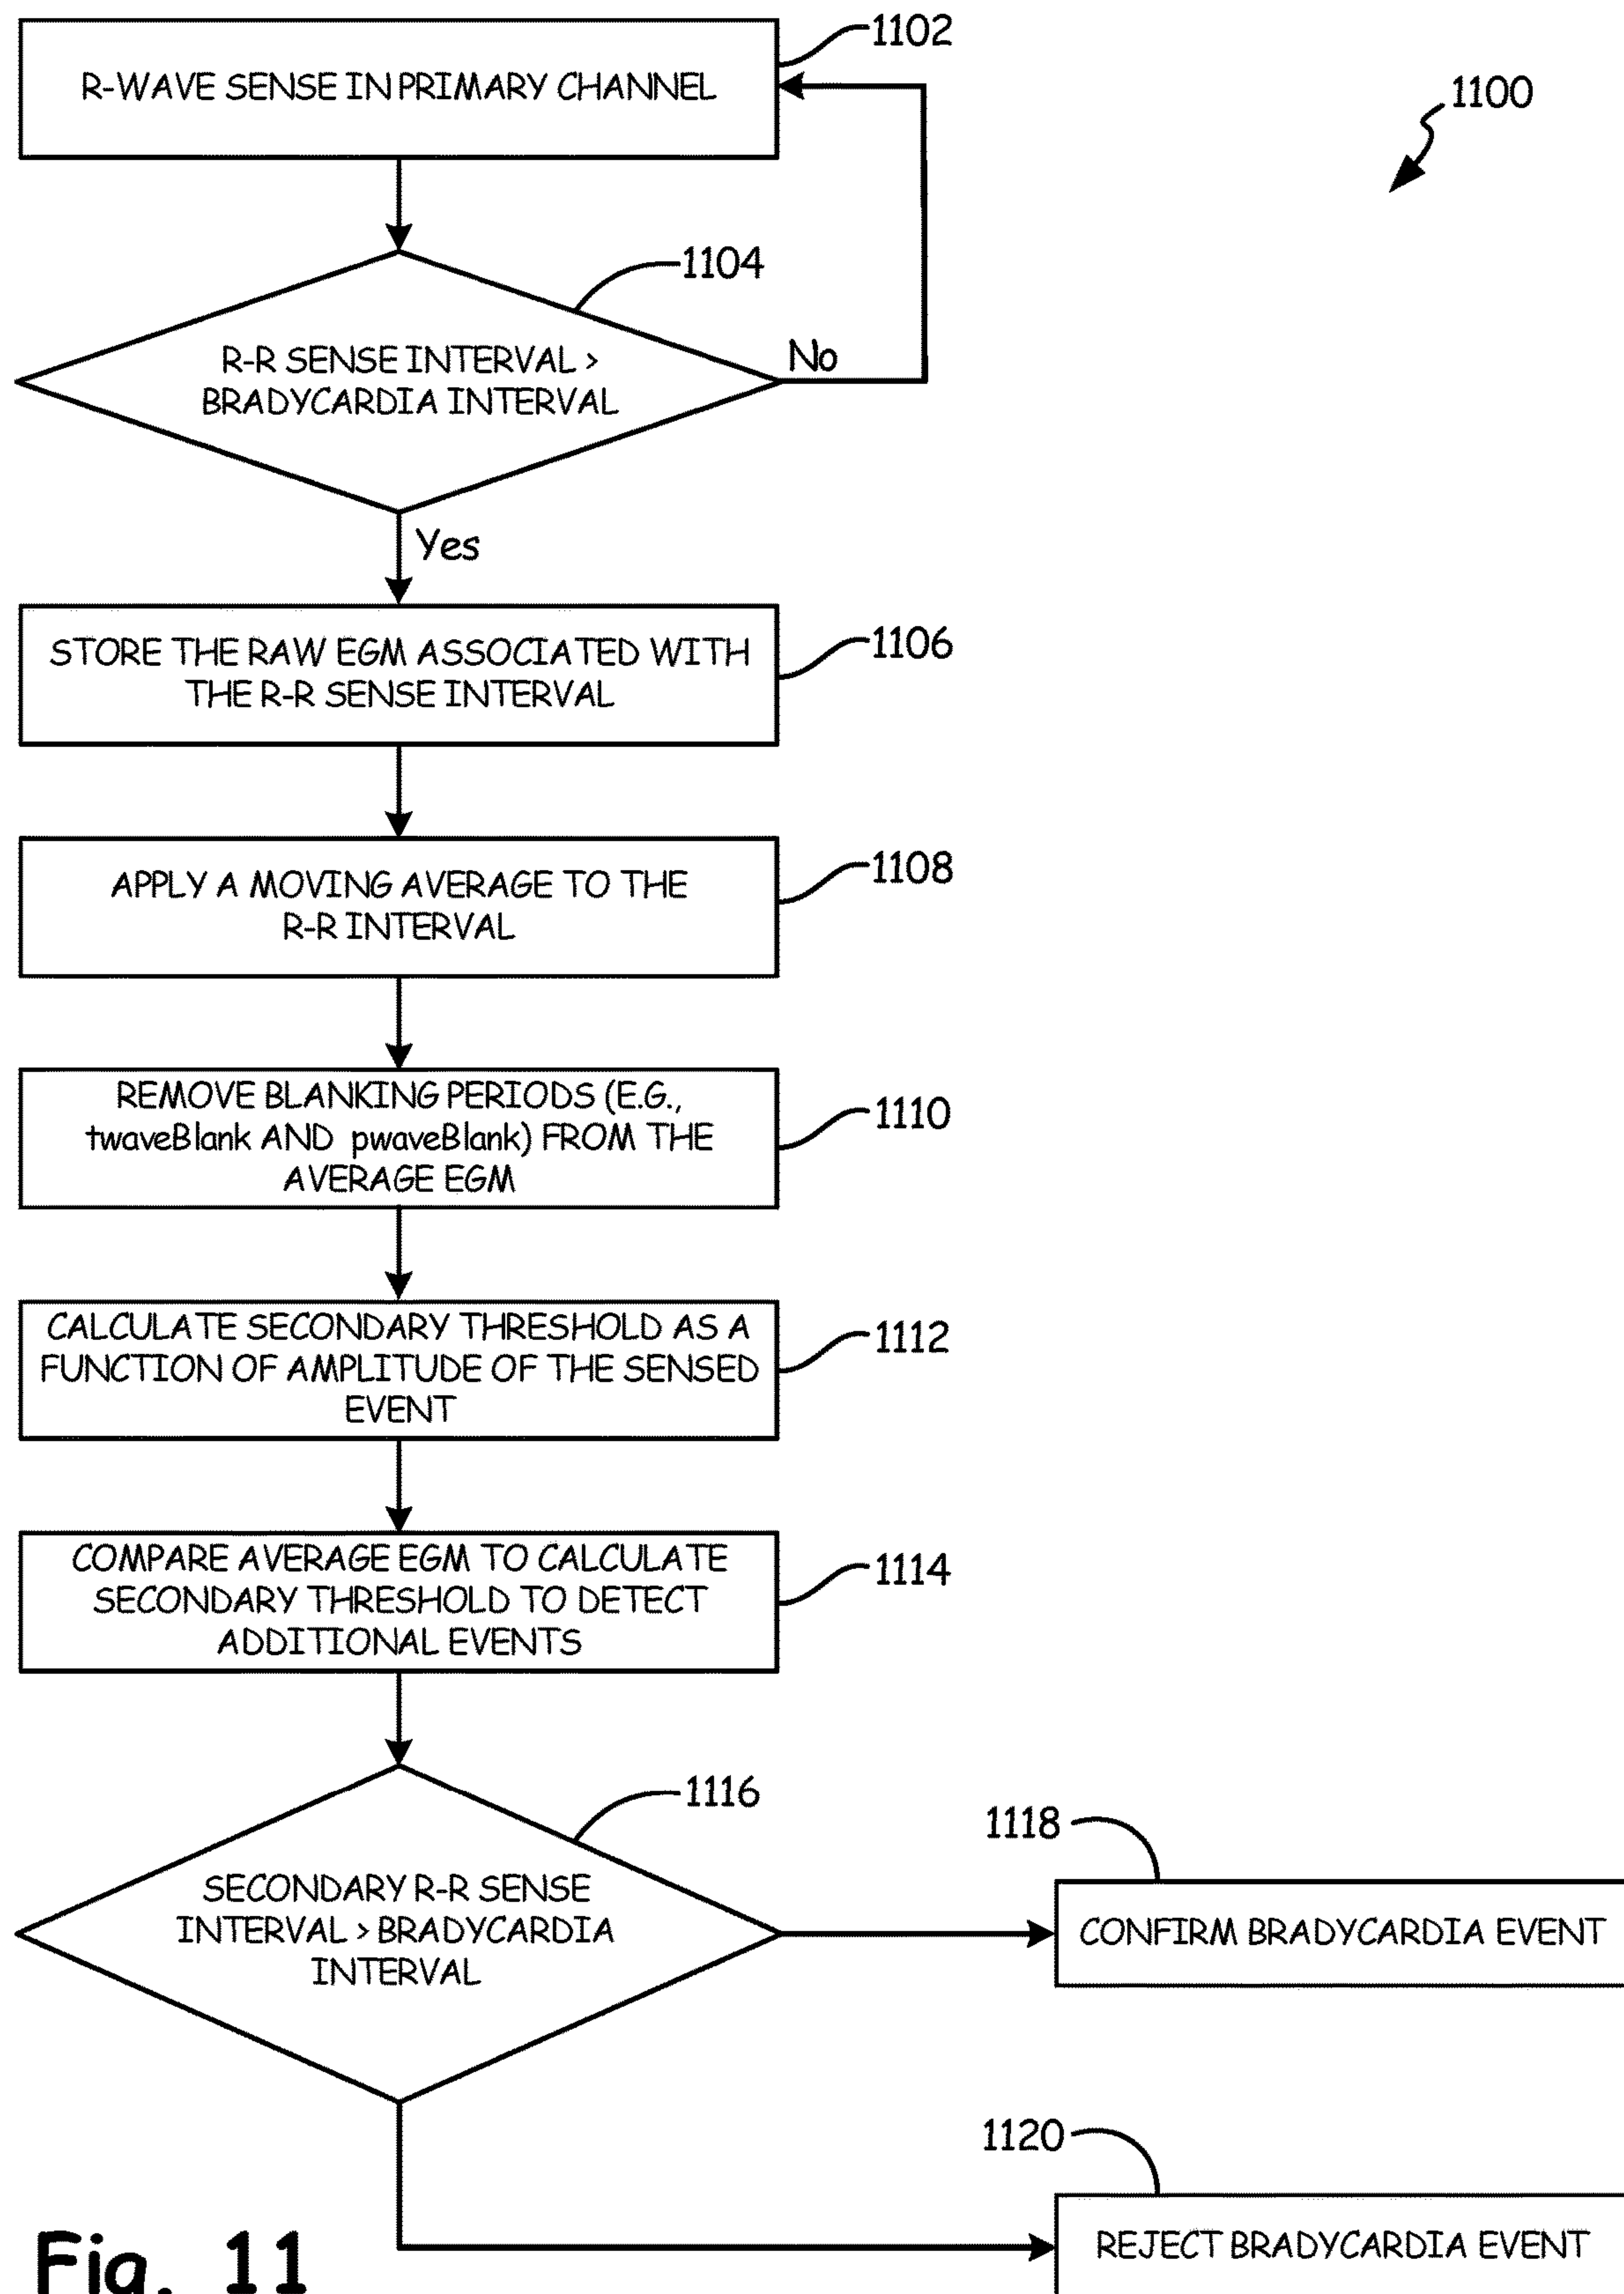 1102
R-WAVE SENSE IN PRIMARY CHANNEL
1100
1104
R-R SENSE INTERVAL >
BRADYCARDIA INTERVAL
No
Yes
1106
STORE THE RAW EGM ASSOCIATED WITH
THE R-R SENSE INTERVAL
1108
APPLY A MOVING AVERAGE TO THE
R-R INTERVAL
1110
REMOVE BLANKING PERIODS (E.G.,
twaveBlank AND pwaveBlank) FROM THE
AVERAGE EGM
1112
CALCULATE SECONDARY THRESHOLD AS A
FUNCTION OF AMPLITUDE OF THE SENSED
EVENT
1114
COMPARE AVERAGE EGM TO CALCULATE
SECONDARY THRESHOLD TO DETECT
ADDITIONAL EVENTS
1116
SECONDARY R-R SENSE
INTERVAL > BRADYCARDIA
INTERVAL
1118
CONFIRM BRADYCARDIA EVENT
1120
REJECT BRADYCARDIA EVENT
Fig. 11